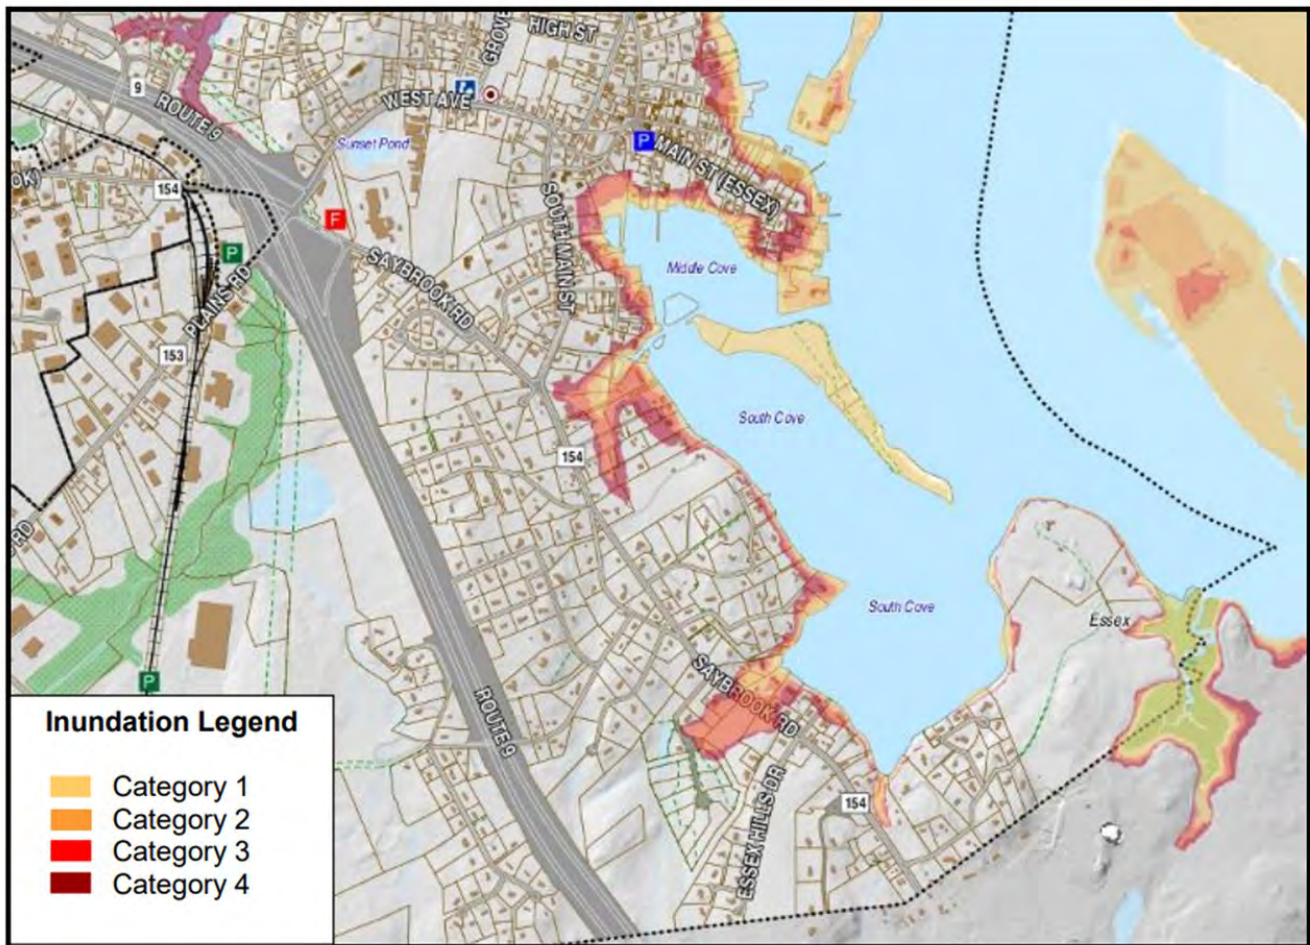 HIGH ST
GROVE
9
ROUTE 9
WEST AVE
Sunset Pond
P
MAIN ST (ESSEX)
OK)
154
F
SOUTH MAIN ST
P
PLAINS RD
SAYBROOK RD
Middle Cove
153
South Cove
154
RD
South Cove
Essex
P
SAYBROOK RD
ROUTE 9
ESSEX HILLS DR
154
Inundation Legend
Category 1
Category 2
Category 3
Category 4